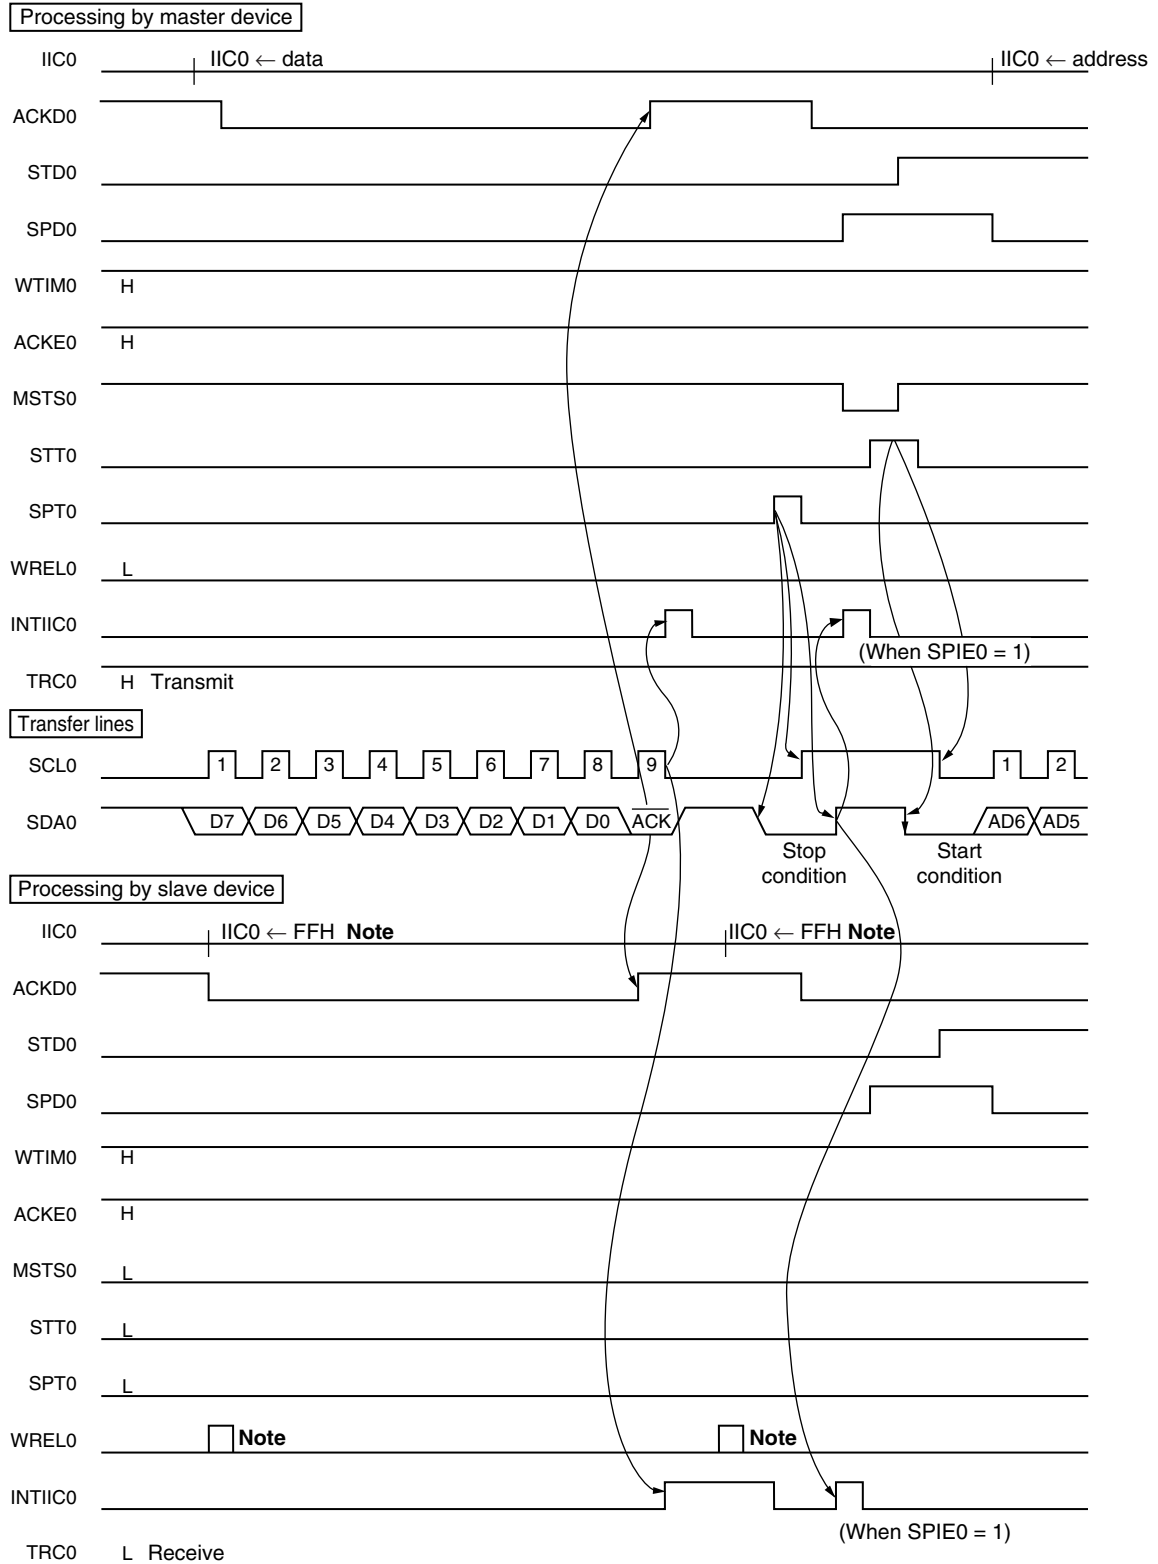 Processing by master device
IIC0 IIC0 ← data IIC0 ← address
ACKD0
STD0
SPD0
WTIM0 H
ACKE0 H
MSTS0
STT0
SPT0
WREL0 L
INTIIC0
(When SPIE0 = 1)
TRC0 H Transmit
Transfer lines
SCL0 1 2 3 4 5 6 7 8 9 1 2
SDA0 D7 D6 D5 D4 D3 D2 D1 D0 ACK AD6 AD5
Stop condition
Start condition
Processing by slave device
IIC0 IIC0 ← FFH Note IIC0 ← FFH Note
ACKD0
STD0
SPD0
WTIM0 H
ACKE0 H
MSTS0 L
STT0 L
SPT0 L
WREL0 Note Note
INTIIC0
(When SPIE0 = 1)
TRC0 L Receive